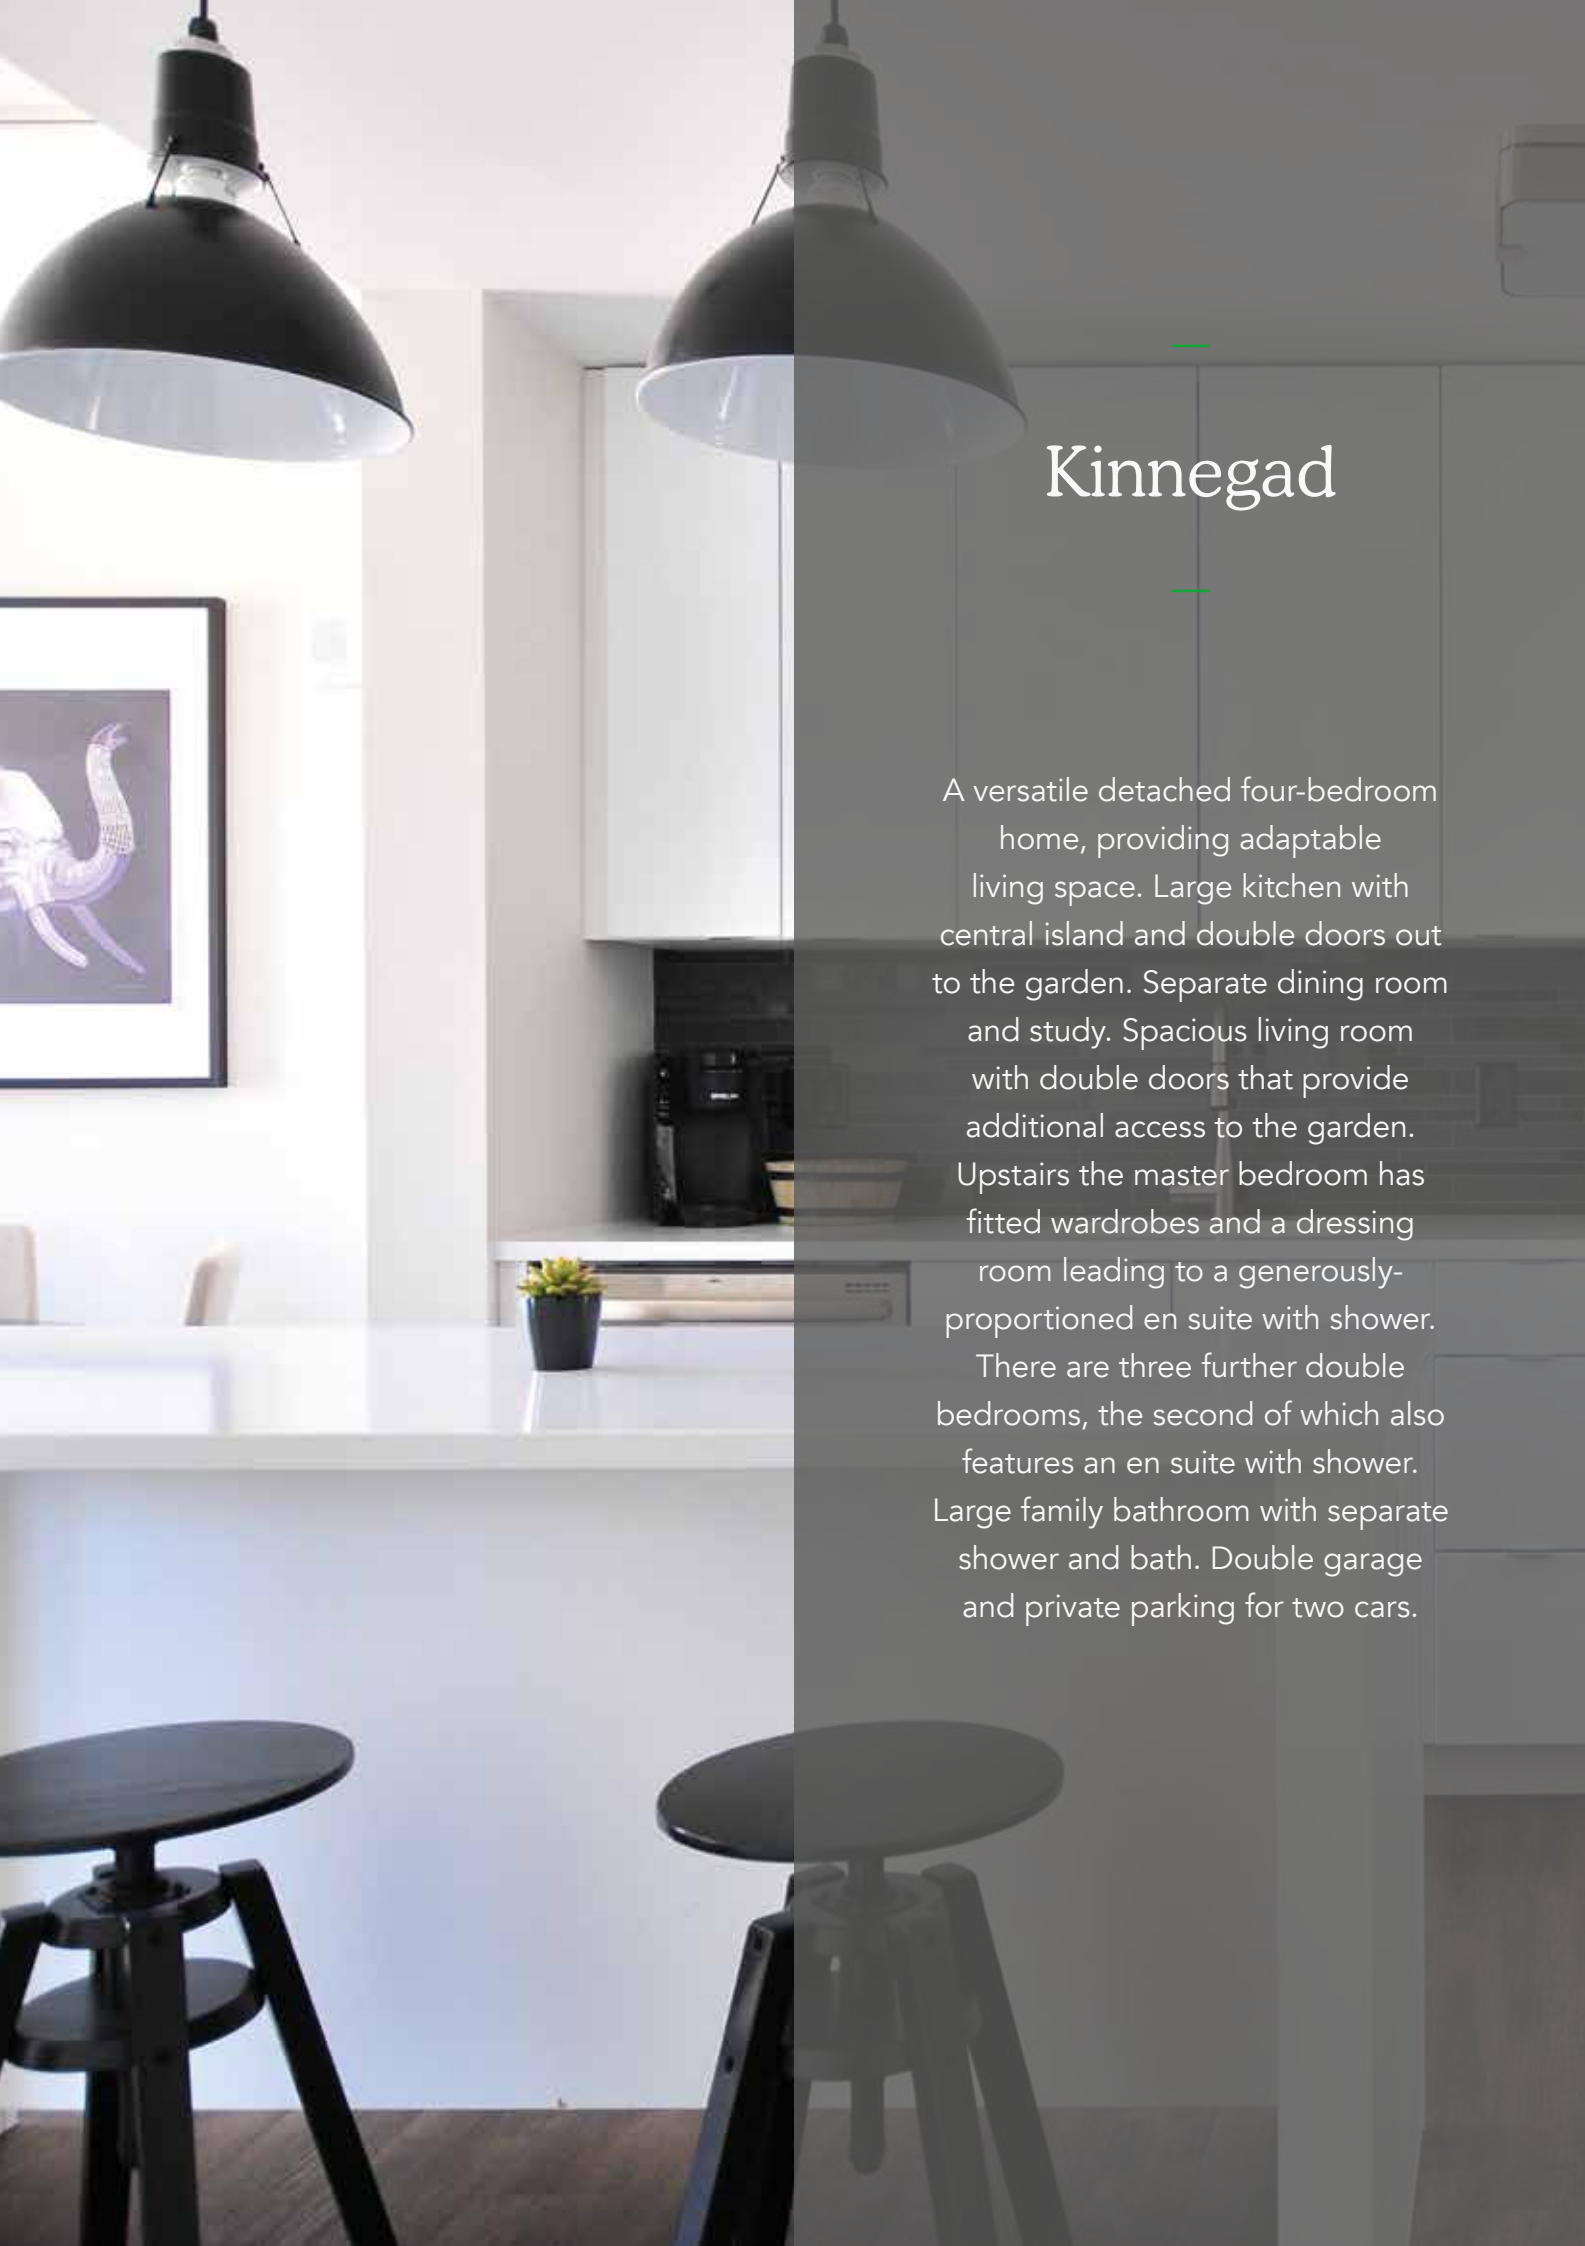 Kinnegad
A versatile detached four-bedroom
home, providing adaptable
living space. Large kitchen with
central island and double doors out
to the garden. Separate dining room
and study. Spacious living room
with double doors that provide
additional access to the garden.
Upstairs the master bedroom has
fitted wardrobes and a dressing
room leading to a generously-
proportioned en suite with shower.
There are three further double
bedrooms, the second of which also
features an en suite with shower.
Large family bathroom with separate
shower and bath. Double garage
and private parking for two cars.